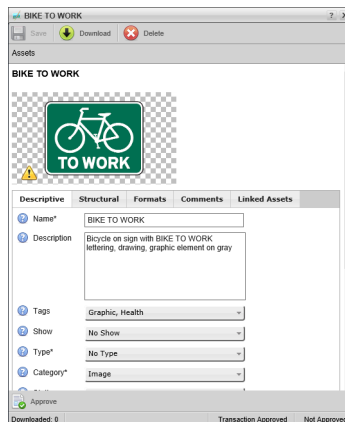 BIKE TO WORK
? X
Save Download Delete
Assets
BIKE TO WORK
TO WORK
Descriptive Structural Formats Comments Linked Assets
Name* BIKE TO WORK
Description Bicycle on sign with BIKE TO WORK
lettering, drawing, graphic element on gray
Tags Graphic, Health
Show No Show
Type* No Type
Category* Image
Approve
Downloaded: 0 Transaction Approved Not Approved